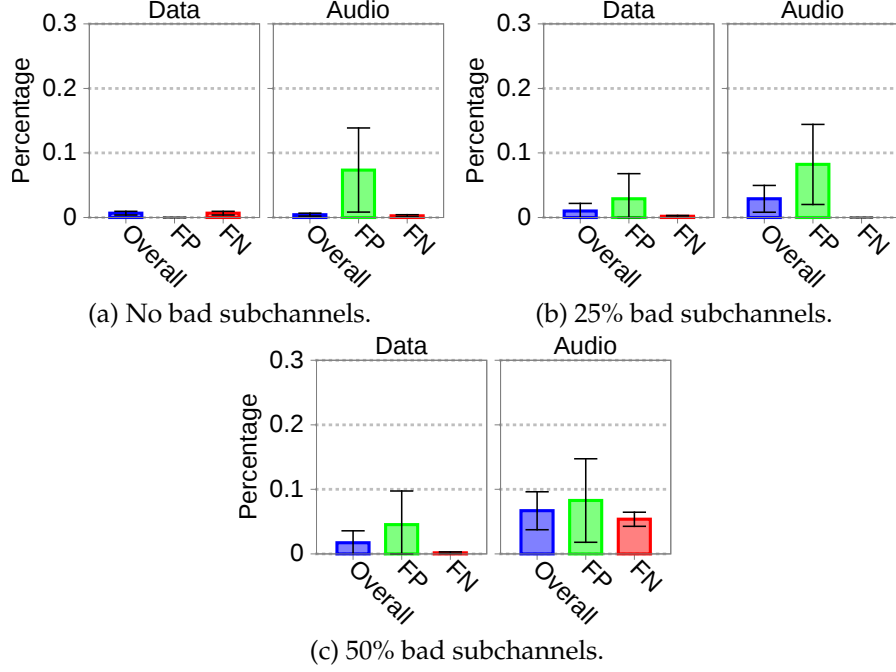 Data Audio
0.3
0.2
0.1
0
Percentage
Overall FP FN Overall FP FN
(a) No bad subchannels.
Data Audio
0.3
0.2
0.1
0
Percentage
Overall FP FN Overall FP FN
(b) 25% bad subchannels.
Data Audio
0.3
0.2
0.1
0
Percentage
Overall FP FN Overall FP FN
(c) 50% bad subchannels.